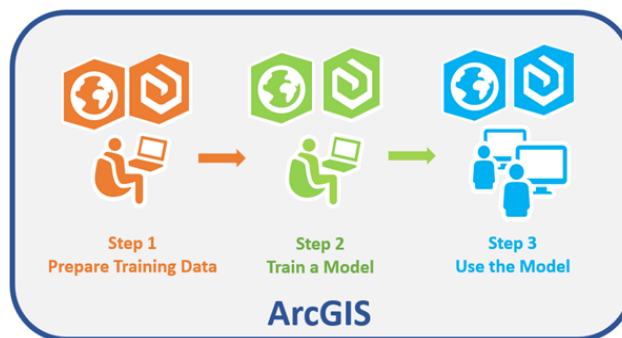 Step 1
Prepare Training Data
Step 2
Train a Model
Step 3
Use the Model
ArcGIS